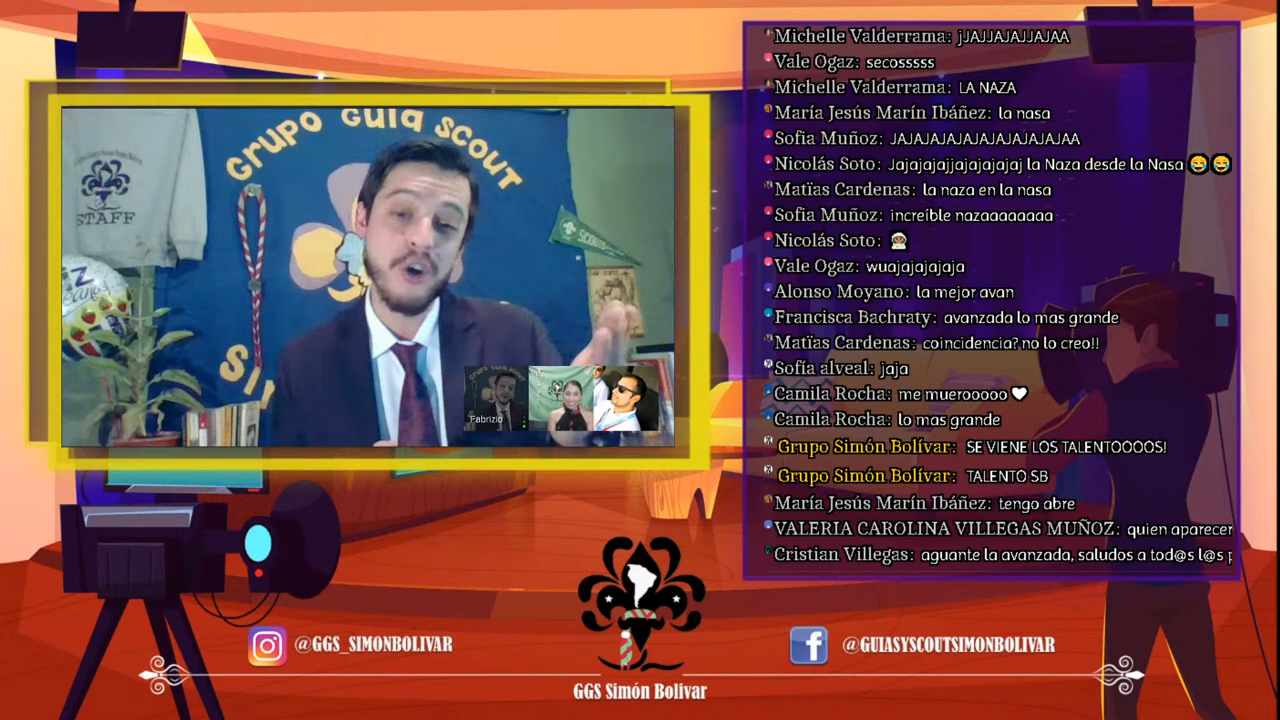 GRUPO GUIA SCOUT
STAFF
SCOUTS
Fabrizio
Michelle Valderrama: jJAJJAJAJJAJAA
Vale Ogaz: secosssss
Michelle Valderrama: LA NAZA
María Jesús Marín Ibáñez: la nasa
Sofia Muñoz: JAJAJAJAJAJAJAJAJAJAA
Nicolás Soto: Jajajajajjajajajajaj la Naza desde la Nasa 😂 😂
Matïas Cardenas: la naza en la nasa
Sofia Muñoz: increíble nazaaaaaaaa
Nicolás Soto:
Vale Ogaz: wuajajajajaja
Alonso Moyano: la mejor avan
Francisca Bachraty: avanzada lo mas grande
Matïas Cardenas: coincidencia? no lo creo!!
Sofía alveal: jaja
Camila Rocha: me muerooooo 🤍
Camila Rocha: lo mas grande
Grupo Simón Bolívar: SE VIENE LOS TALENTOOOOS!
Grupo Simón Bolívar: TALENTO SB
María Jesús Marín Ibáñez: tengo abre
VALERIA CAROLINA VILLEGAS MUÑOZ: quien aparecer
Cristian Villegas: aguante la avanzada, saludos a tod@s l@s p
@GGS_SIMONBOLIVAR
@GUIASYSCOUTSIMONBOLIVAR
GGS Simón Bolivar